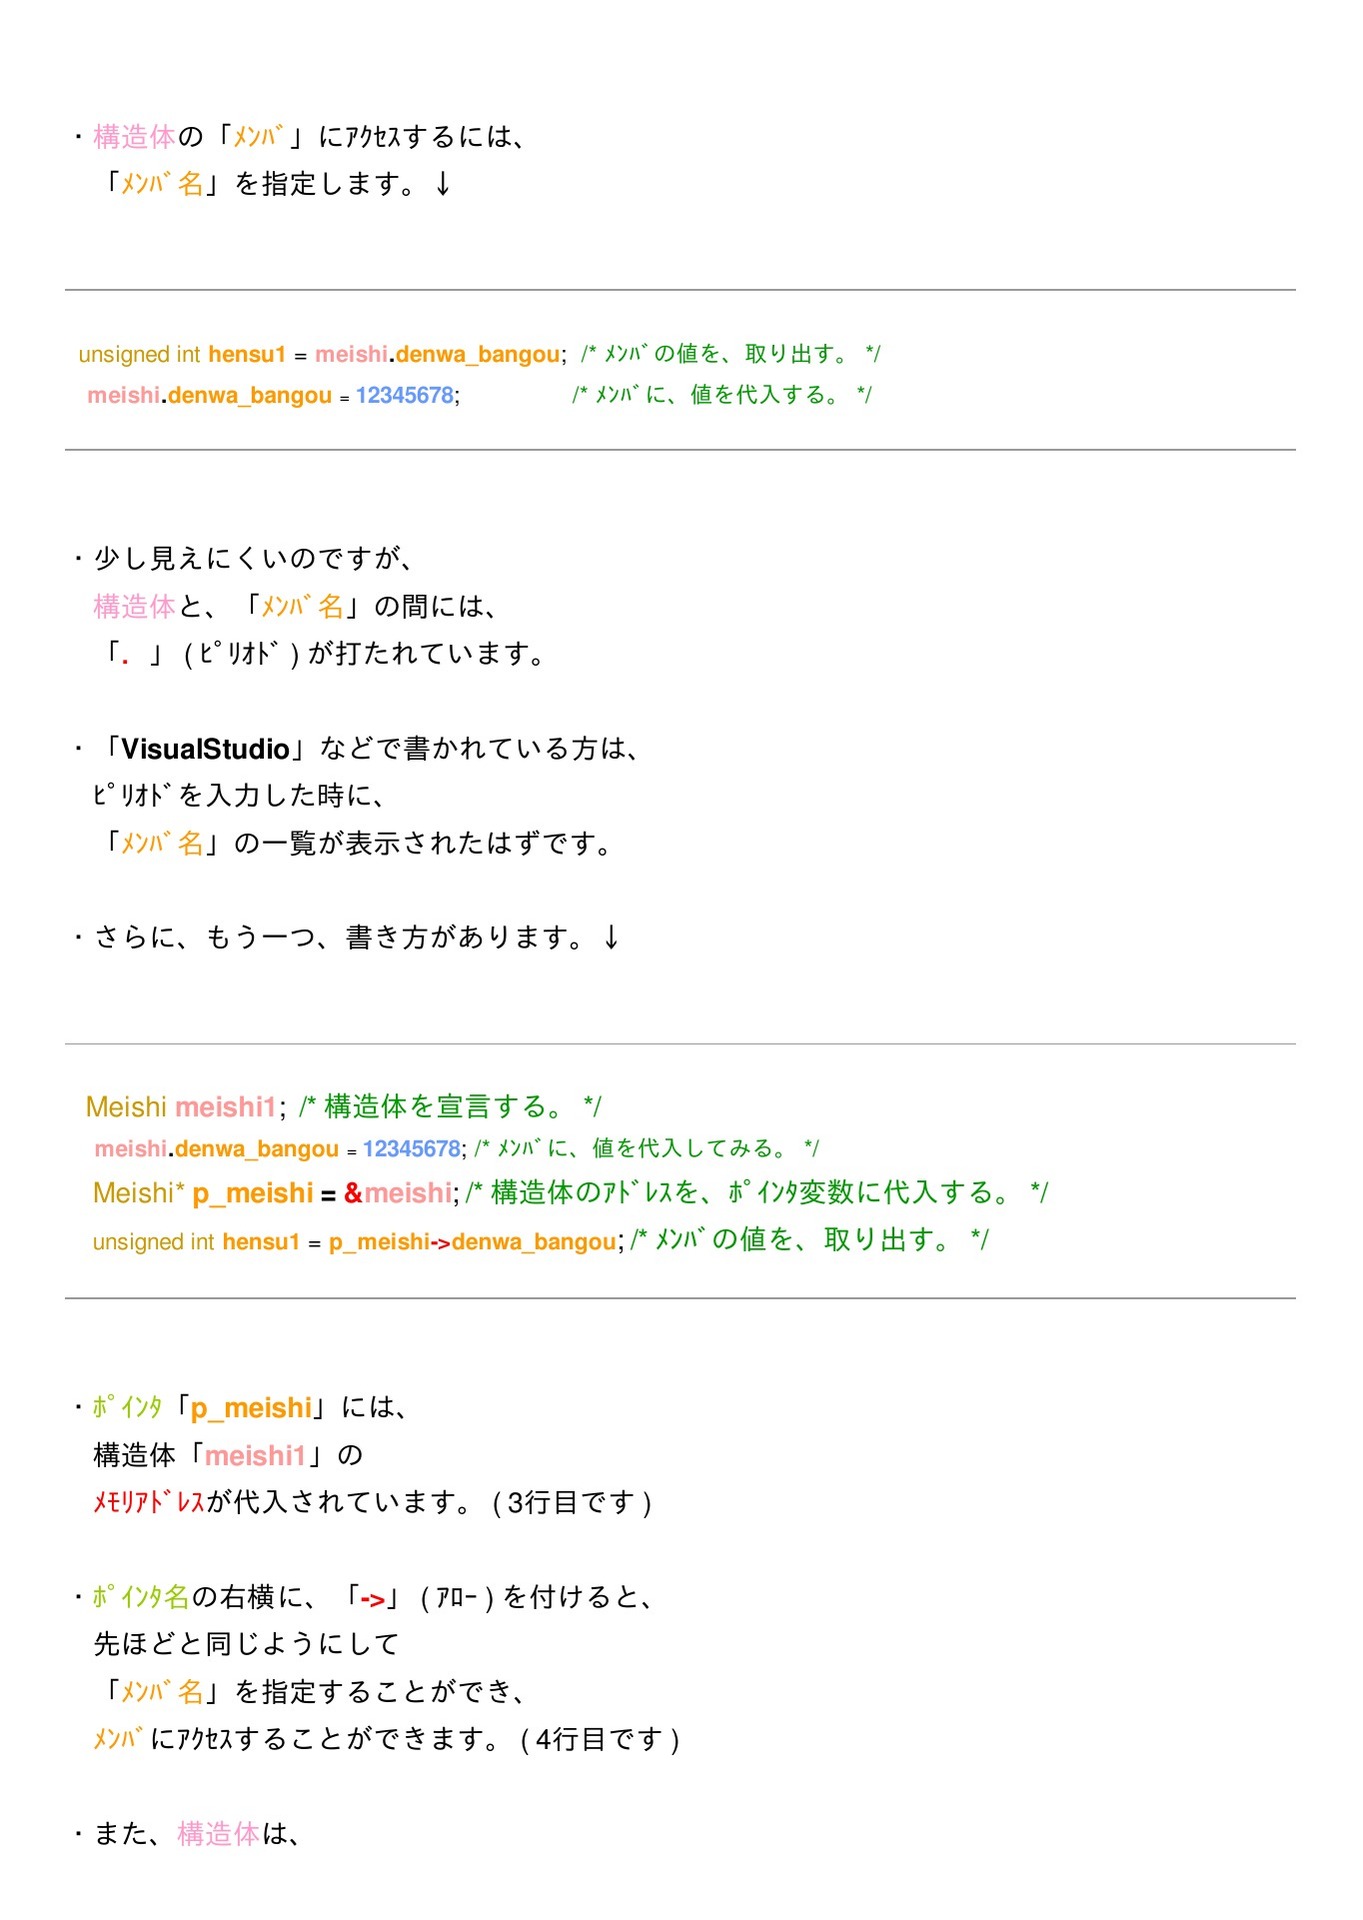 ・構造体の「ﾒﾝﾊﾞ」にｱｸｾｽするには、
「ﾒﾝﾊﾞ名」を指定します。↓
unsigned int hensu1 = meishi.denwa_bangou; /* ﾒﾝﾊﾞの値を、取り出す。 */
meishi.denwa_bangou = 12345678; /* ﾒﾝﾊﾞに、値を代入する。 */
・少し見えにくいのですが、
構造体と、「ﾒﾝﾊﾞ名」の間には、
「. 」 ( ﾋﾟﾘｵﾄﾞ ) が打たれています。
・「VisualStudio」などで書かれている方は、
ﾋﾟﾘｵﾄﾞを入力した時に、
「ﾒﾝﾊﾞ名」の一覧が表示されたはずです。
・さらに、もう一つ、書き方があります。↓
Meishi meishi1; /* 構造体を宣言する。 */
meishi.denwa_bangou = 12345678; /* ﾒﾝﾊﾞに、値を代入してみる。 */
Meishi* p_meishi = &meishi; /* 構造体のｱﾄﾞﾚｽを、ﾎﾟｲﾝﾀ変数に代入する。 */
unsigned int hensu1 = p_meishi->denwa_bangou; /* ﾒﾝﾊﾞの値を、取り出す。 */
・ﾎﾟｲﾝﾀ「p_meishi」には、
構造体「meishi1」の
ﾒﾓﾘｱﾄﾞﾚｽが代入されています。 ( 3行目です )
・ﾎﾟｲﾝﾀ名の右横に、「->」 ( ｱﾛｰ ) を付けると、
先ほどと同じようにして
「ﾒﾝﾊﾞ名」を指定することができ、
ﾒﾝﾊﾞにｱｸｾｽすることができます。 ( 4行目です )
・また、構造体は、